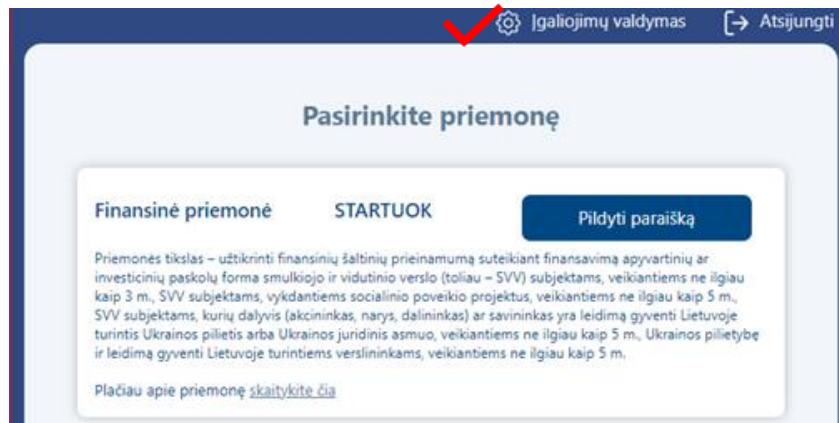 Įgaliojimų valdymas Atsijungti
Pasirinkite priemonę
Finansinė priemonė STARTUOK Pildyti paraišką
Priemonės tikslas – užtikrinti finansinių šaltinių prieinamumą suteikiant finansavimą apyvartinių ar
investicinių paskolų forma smulkiojo ir vidutinio verslo (toliau – SVV) subjektams, veikiantiems ne ilgiau
kaip 3 m., SVV subjektams, vykdantiems socialinio poveikio projektus, veikiantiems ne ilgiau kaip 5 m.,
SVV subjektams, kurių dalyvis (akcininkas, narys, dalininkas) ar savininkas yra leidimą gyventi Lietuvoje
turintis Ukrainos pilietis arba Ukrainos juridinis asmuo, veikiantiems ne ilgiau kaip 5 m., Ukrainos pilietybę
ir leidimą gyventi Lietuvoje turintiems verslininkams, veikiantiems ne ilgiau kaip 5 m.
Plačiau apie priemonę skaitykite čia